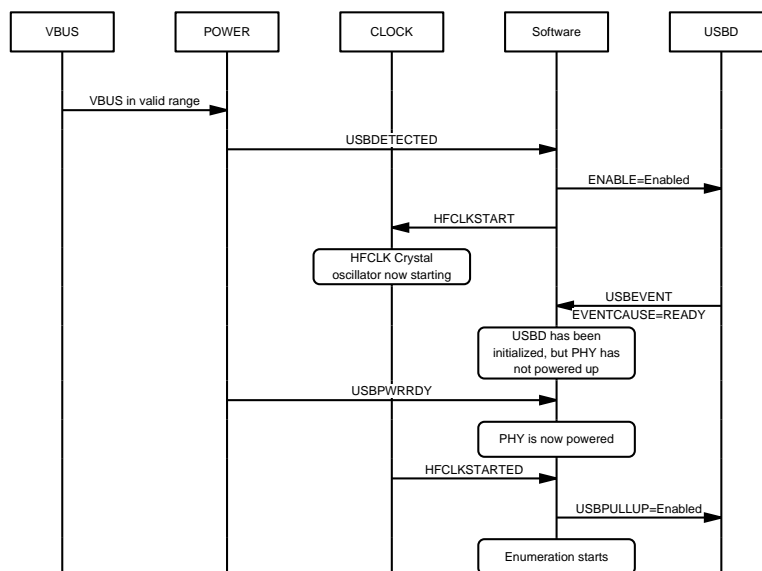 VBUS
POWER
CLOCK
Software
USBD
VBUS in valid range
USBDETECTED
ENABLE=Enabled
HFCLKSTART
HFCLK Crystal
oscillator now starting
USBEVENT
EVENTCAUSE=READY
USBD has been
initialized, but PHY has
not powered up
USBPWRRDY
PHY is now powered
HFCLKSTARTED
USBPULLUP=Enabled
Enumeration starts